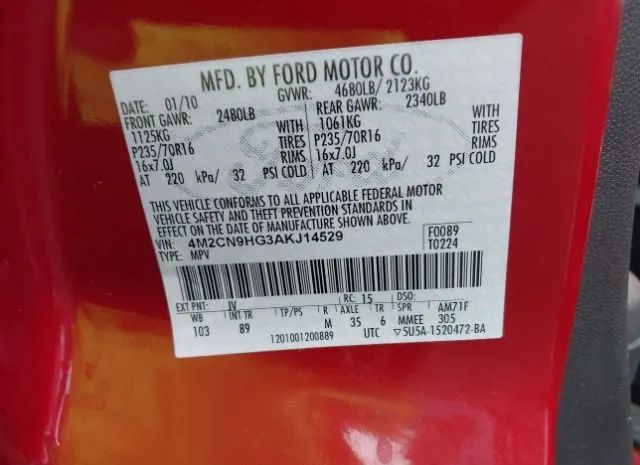 MFD. BY FORD MOTOR CO.
DATE: 01/10 GVWR: 4680LB/ 2123KG
FRONT GAWR: 2480LB REAR GAWR: 2340LB
1125KG WITH 1061KG WITH
P235/70R16 TIRES P235/70R16 TIRES
16x7.0J RIMS 16x7.0J RIMS
AT 220 kPa/ 32 PSI COLD AT 220 kPa/ 32 PSI COLD
THIS VEHICLE CONFORMS TO ALL APPLICABLE FEDERAL MOTOR
VEHICLE SAFETY AND THEFT PREVENTION STANDARDS IN
EFFECT ON THE DATE OF MANUFACTURE SHOWN ABOVE.
VIN: 4M2CN9HG3AKJ14529 F0089
TYPE: MPV T0224
EXT PNT: JV RC: 15 DSO:
WB INT TR TP/PS R AXLE TR SPR AM71F
103 89 M 35 6 MMEE 305
1201001200889 UTC ▽5U5A-1520472-BA